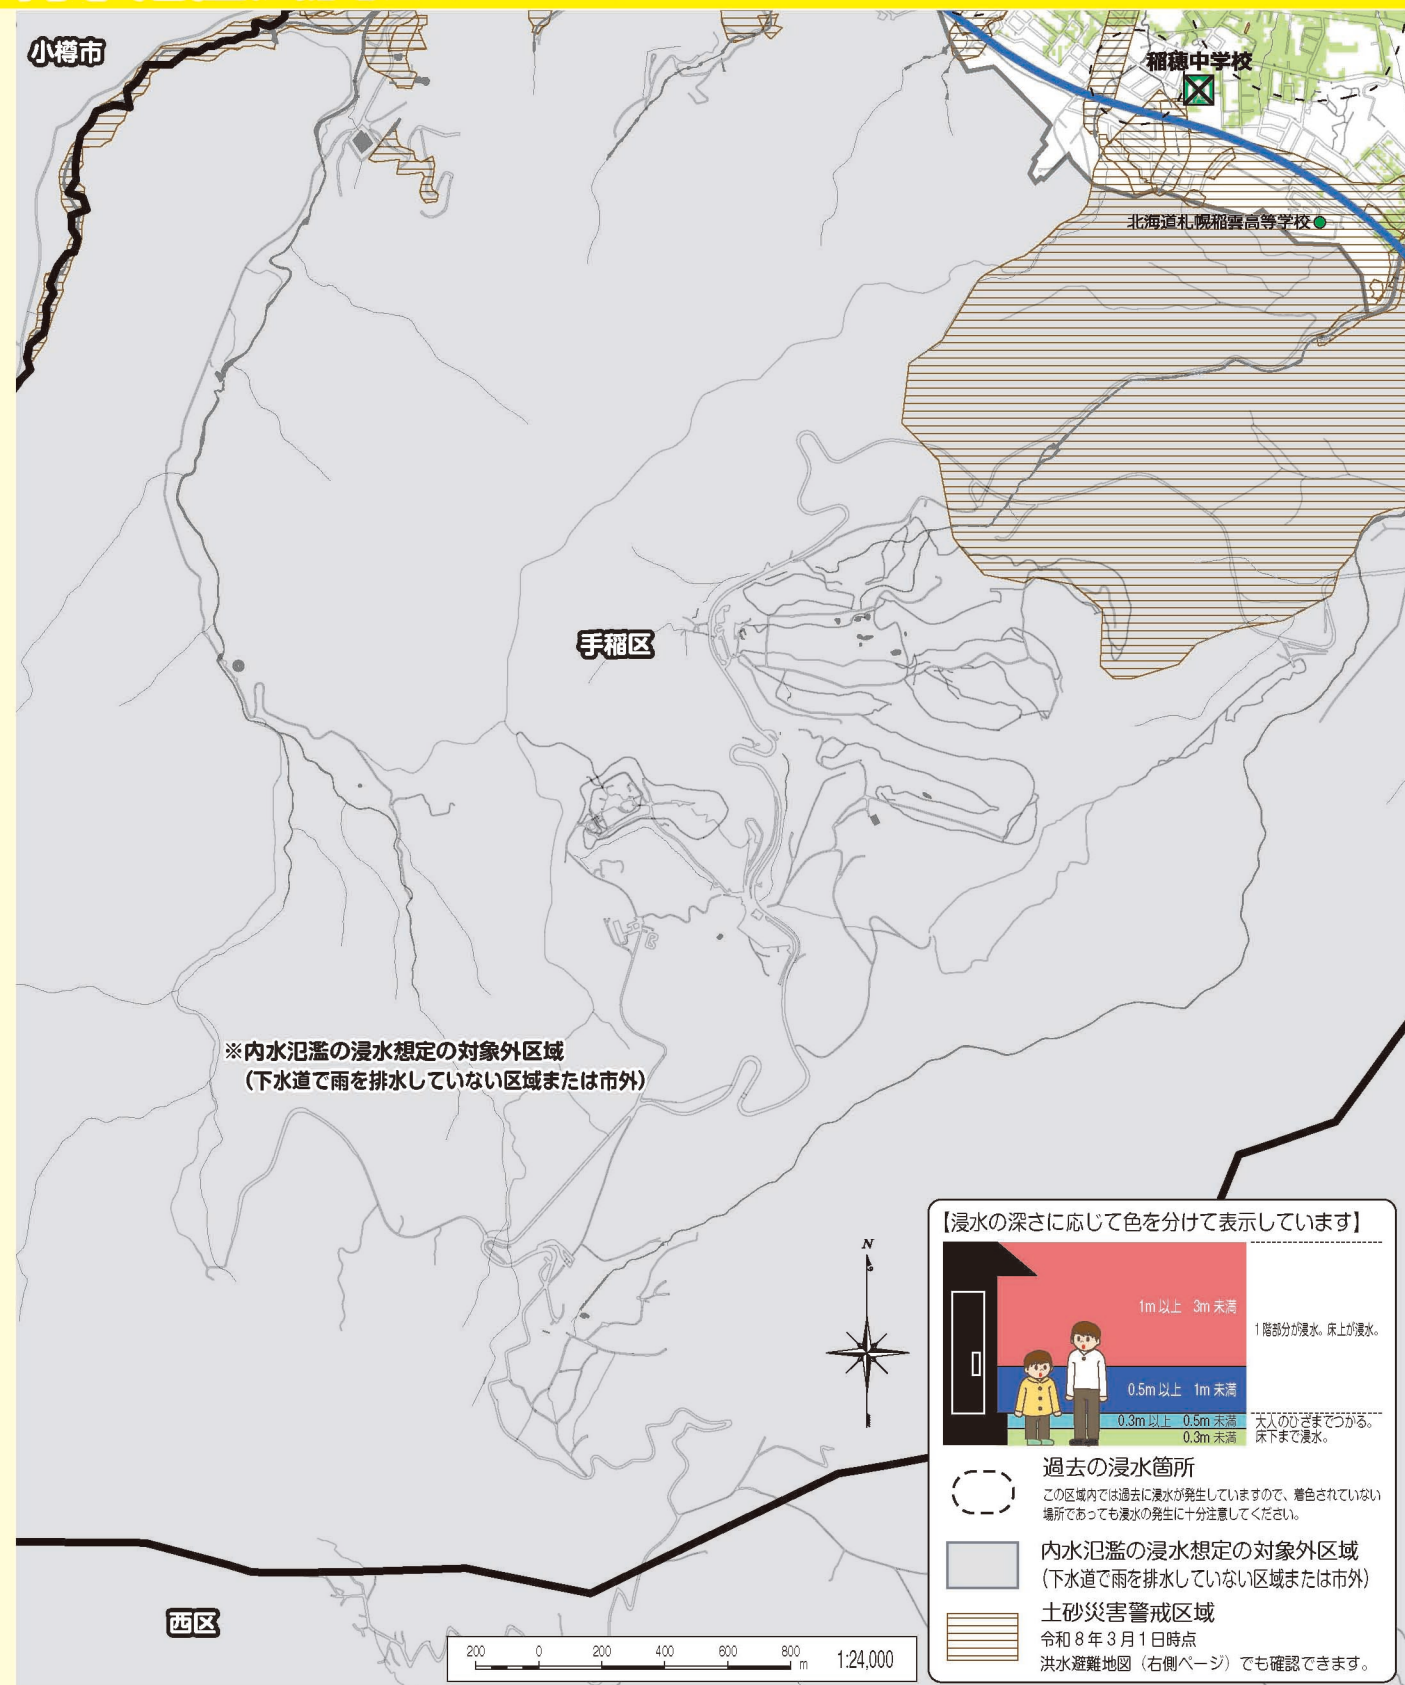 小樽市
稲穂中学校
北海道札幌稲雲高等学校
手稲区
※内水氾濫の浸水想定の対象外区域
(下水道で雨を排水していない区域または市外)
西区
N
200 0 200 400 600 800 m
1:24,000
【浸水の深さに応じて色を分けて表示しています】
1m 以上 3m 未満
1階部分が浸水。床上が浸水。
0.5m 以上 1m 未満
0.3m 以上 0.5m 未満
0.3m 未満
大人のひざまでつかる。
床下まで浸水。
過去の浸水箇所
この区域内では過去に浸水が発生していますので、着色されていない
場所であっても浸水の発生に十分注意してください。
内水氾濫の浸水想定の対象外区域
(下水道で雨を排水していない区域または市外)
土砂災害警戒区域
令和8年3月1日時点
洪水避難地図(右側ページ)でも確認できます。